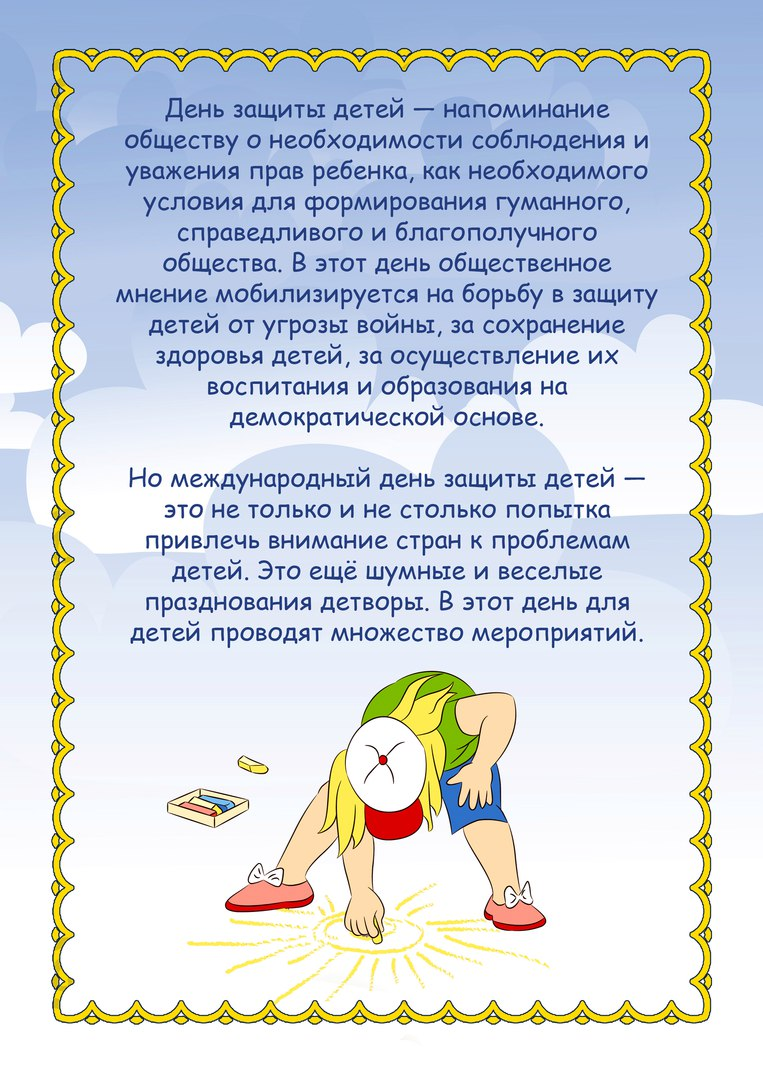 День защиты детей — напоминание
обществу о необходимости соблюдения и
уважения прав ребенка, как необходимого
условия для формирования гуманного,
справедливого и благополучного
общества. В этот день общественное
мнение мобилизируется на борьбу в защиту
детей от угрозы войны, за сохранение
здоровья детей, за осуществление их
воспитания и образования на
демократической основе.
Но международный день защиты детей —
это не только и не столько попытка
привлечь внимание стран к проблемам
детей. Это ещё шумные и веселые
празднования детворы. В этот день для
детей проводят множество мероприятий.